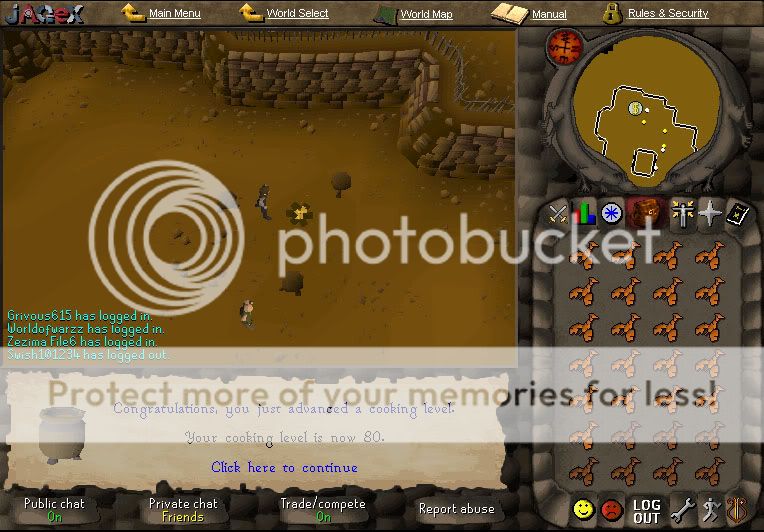 JAGeX
Main Menu
World Select
World Map
Manual
Rules & Security
photobucket
Grivous615 has logged in.
Worldofwarzz has logged in.
Zezima File6 has logged in.
Swish101294 has logged out.
Protect more of your memories for less!
Congratulations, you just advanced a cooking level.
Your cooking level is now 80.
Click here to continue
Public chat
On
Private chat
Friends
Trade/compete
On
Report abuse
LOG
OUT